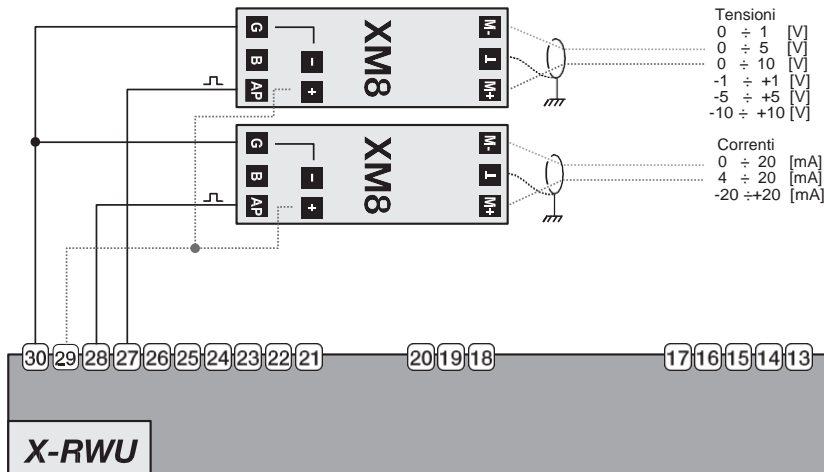 G
B
AP
-
+
XM8
M-
T
M+
G
B
AP
-
+
XM8
M-
T
M+
Tensioni
0 ÷ 1 [V]
0 ÷ 5 [V]
0 ÷ 10 [V]
-1 ÷ +1 [V]
-5 ÷ +5 [V]
-10 ÷ +10 [V]
Correnti
0 ÷ 20 [mA]
4 ÷ 20 [mA]
-20 ÷+20 [mA]
30 29 28 27 26 25 24 23 22 21 20 19 18 17 16 15 14 13
X-RWU